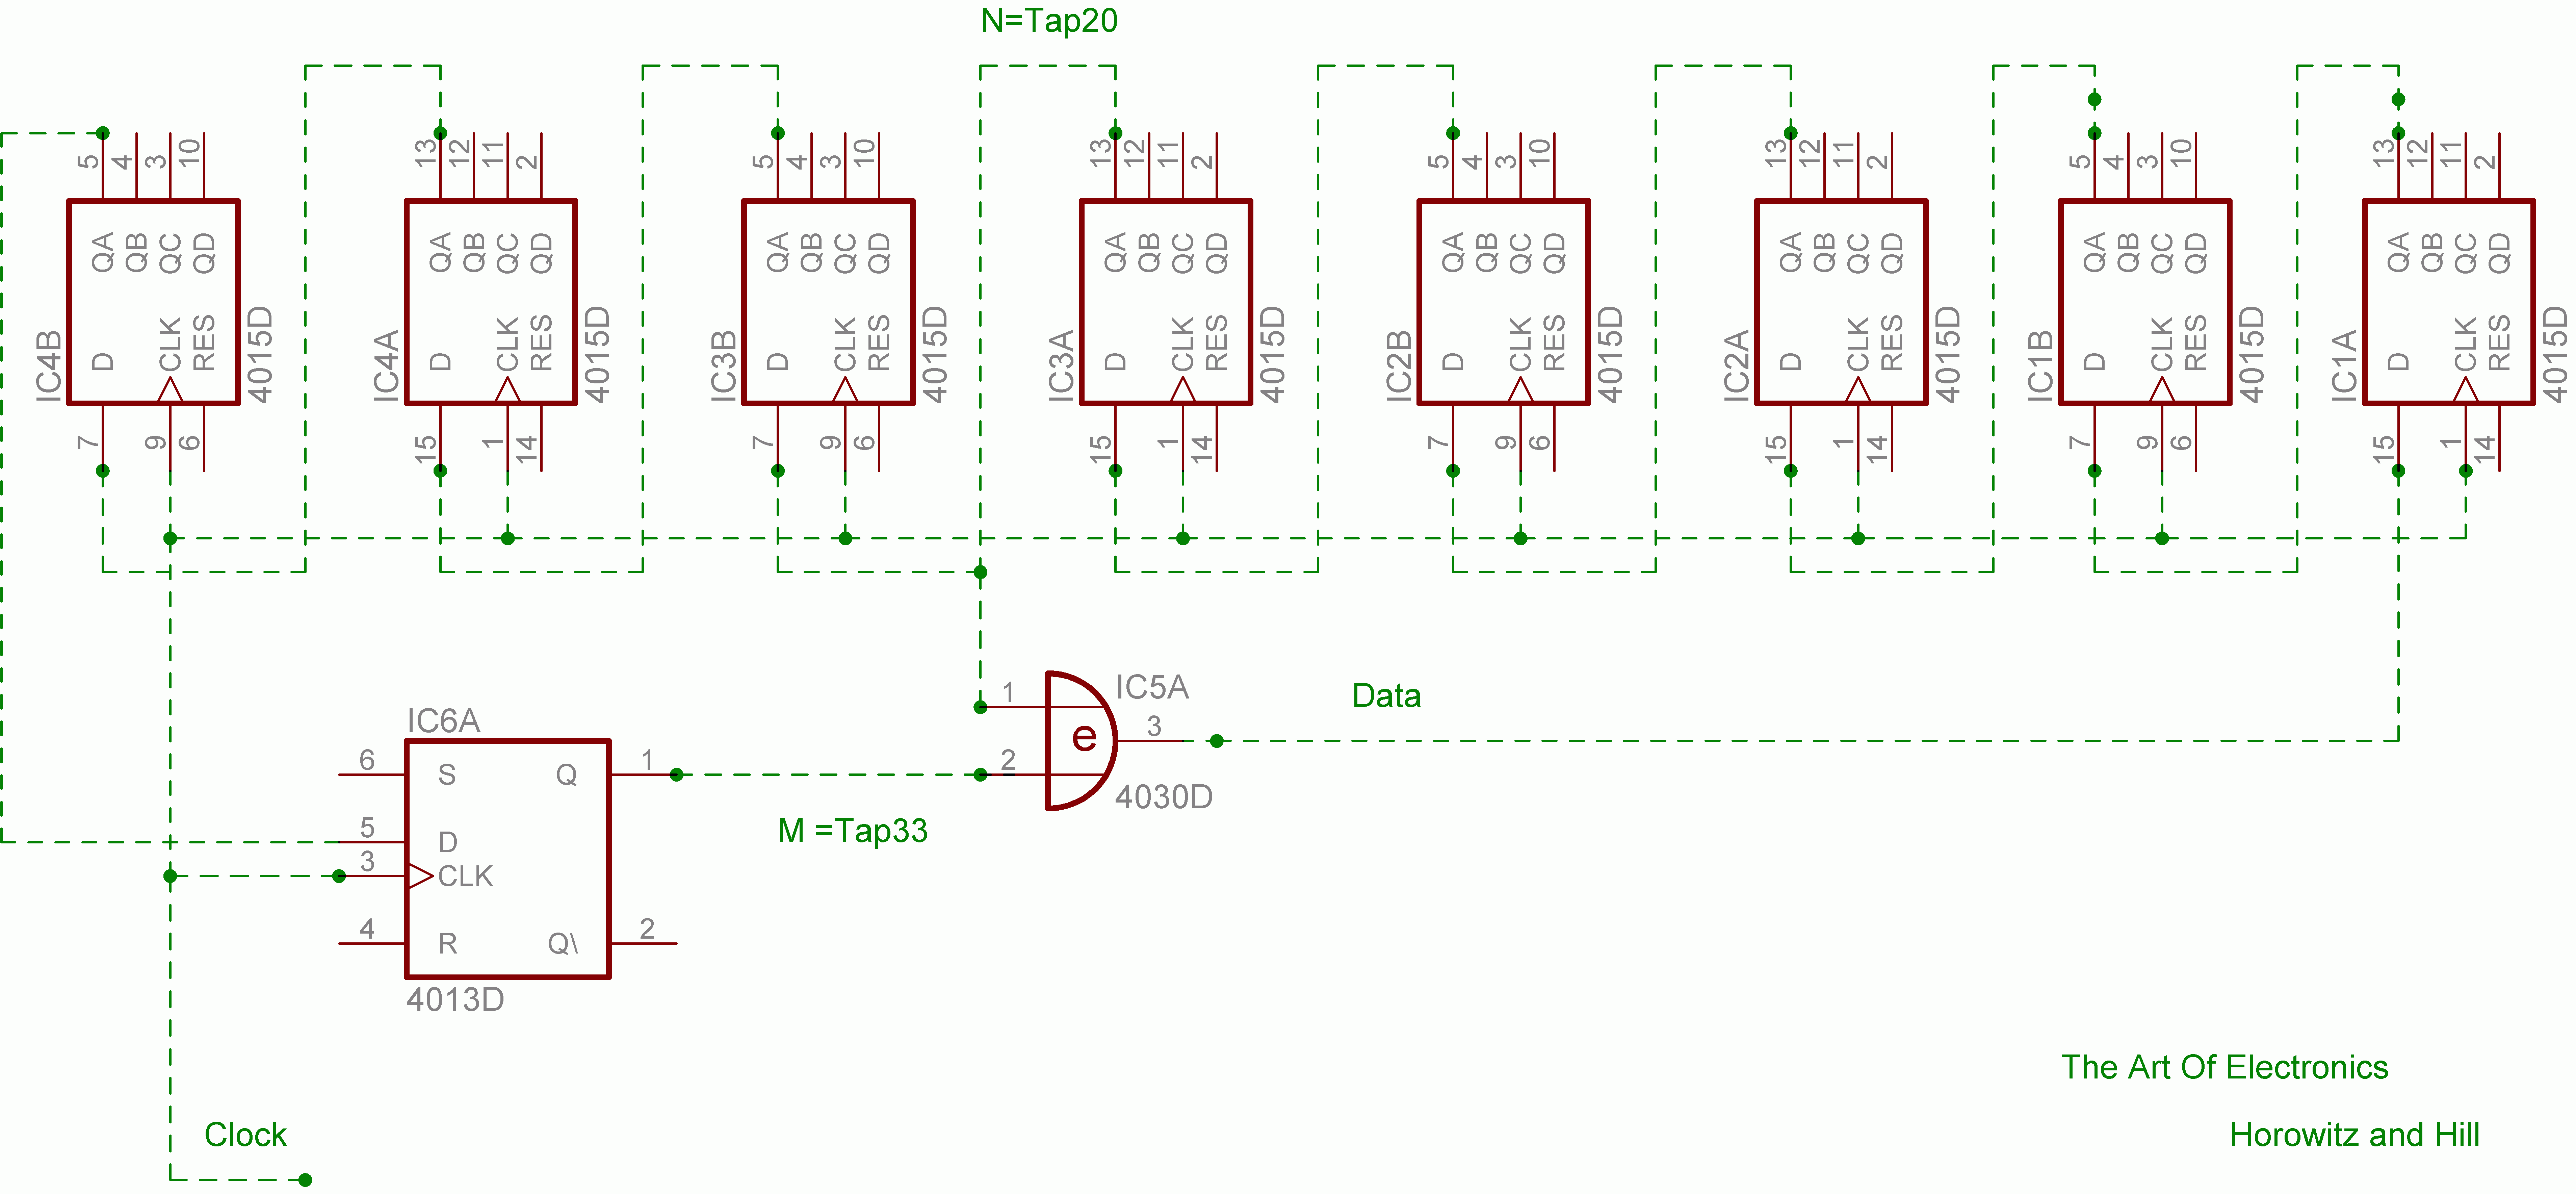 N=Tap20
5 4 3 10
13 12 11 2
5 4 3 10
13 12 11 2
5 4 3 10
13 12 11 2
5 4 3 10
13 12 11 2
QA QB QC QD
QA QB QC QD
QA QB QC QD
QA QB QC QD
QA QB QC QD
QA QB QC QD
QA QB QC QD
QA QB QC QD
IC4B D CLK RES 4015D
IC4A D CLK RES 4015D
IC3B D CLK RES 4015D
IC3A D CLK RES 4015D
IC2B D CLK RES 4015D
IC2A D CLK RES 4015D
IC1B D CLK RES 4015D
IC1A D CLK RES 4015D
7 9 6
15 1 14
7 9 6
15 1 14
7 9 6
15 1 14
7 9 6
15 1 14
IC6A
6 S Q 1
5 D
3 CLK
4 R Q\ 2
4013D
IC5A
1
e 3
2
4030D
Data
M =Tap33
Clock
The Art Of Electronics
Horowitz and Hill